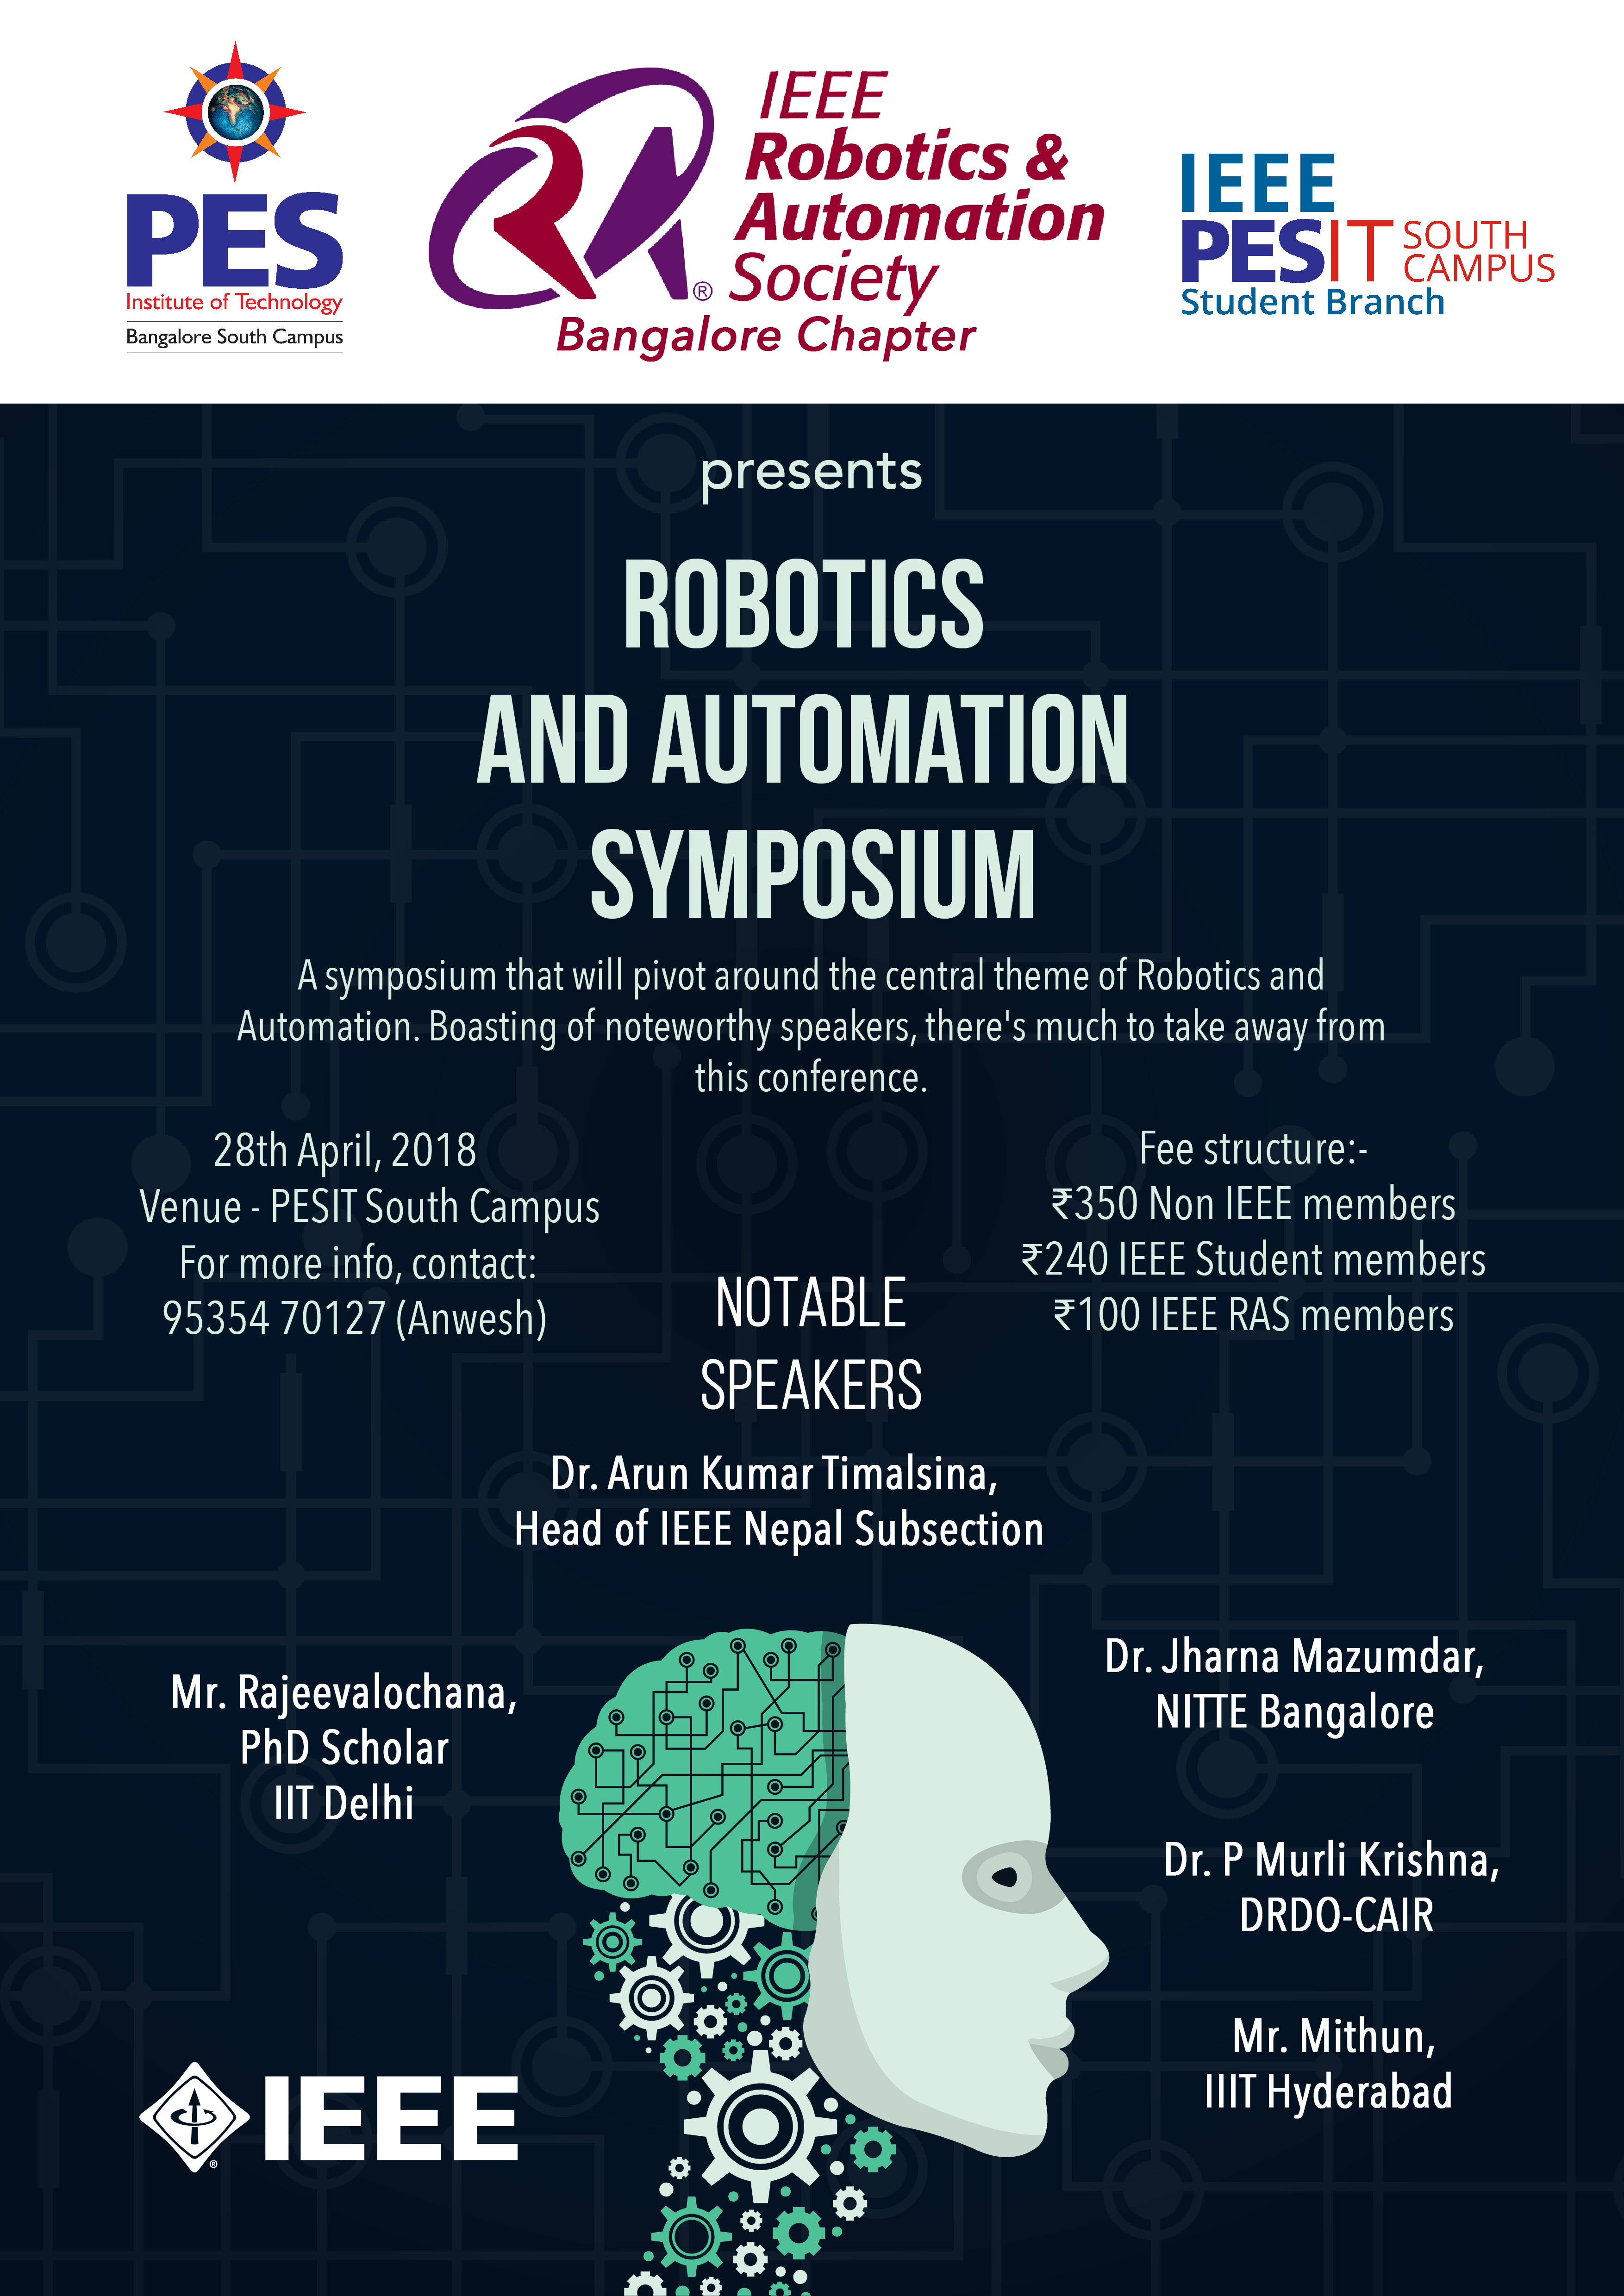 PES
Institute of Technology
Bangalore South Campus
IEEE
Robotics &
Automation
Society
®
Bangalore Chapter
IEEE
PESIT SOUTH
CAMPUS
Student Branch
presents
ROBOTICS
AND AUTOMATION
SYMPOSIUM
A symposium that will pivot around the central theme of Robotics and
Automation. Boasting of noteworthy speakers, there's much to take away from
this conference.
28th April, 2018
Venue - PESIT South Campus
For more info, contact:
95354 70127 (Anwesh)
Fee structure:-
₹350 Non IEEE members
₹240 IEEE Student members
₹100 IEEE RAS members
NOTABLE
SPEAKERS
Dr. Arun Kumar Timalsina,
Head of IEEE Nepal Subsection
Mr. Rajeevalochana,
PhD Scholar
IIT Delhi
Dr. Jharna Mazumdar,
NITTE Bangalore
Dr. P Murli Krishna,
DRDO-CAIR
Mr. Mithun,
IIIT Hyderabad
IEEE
®